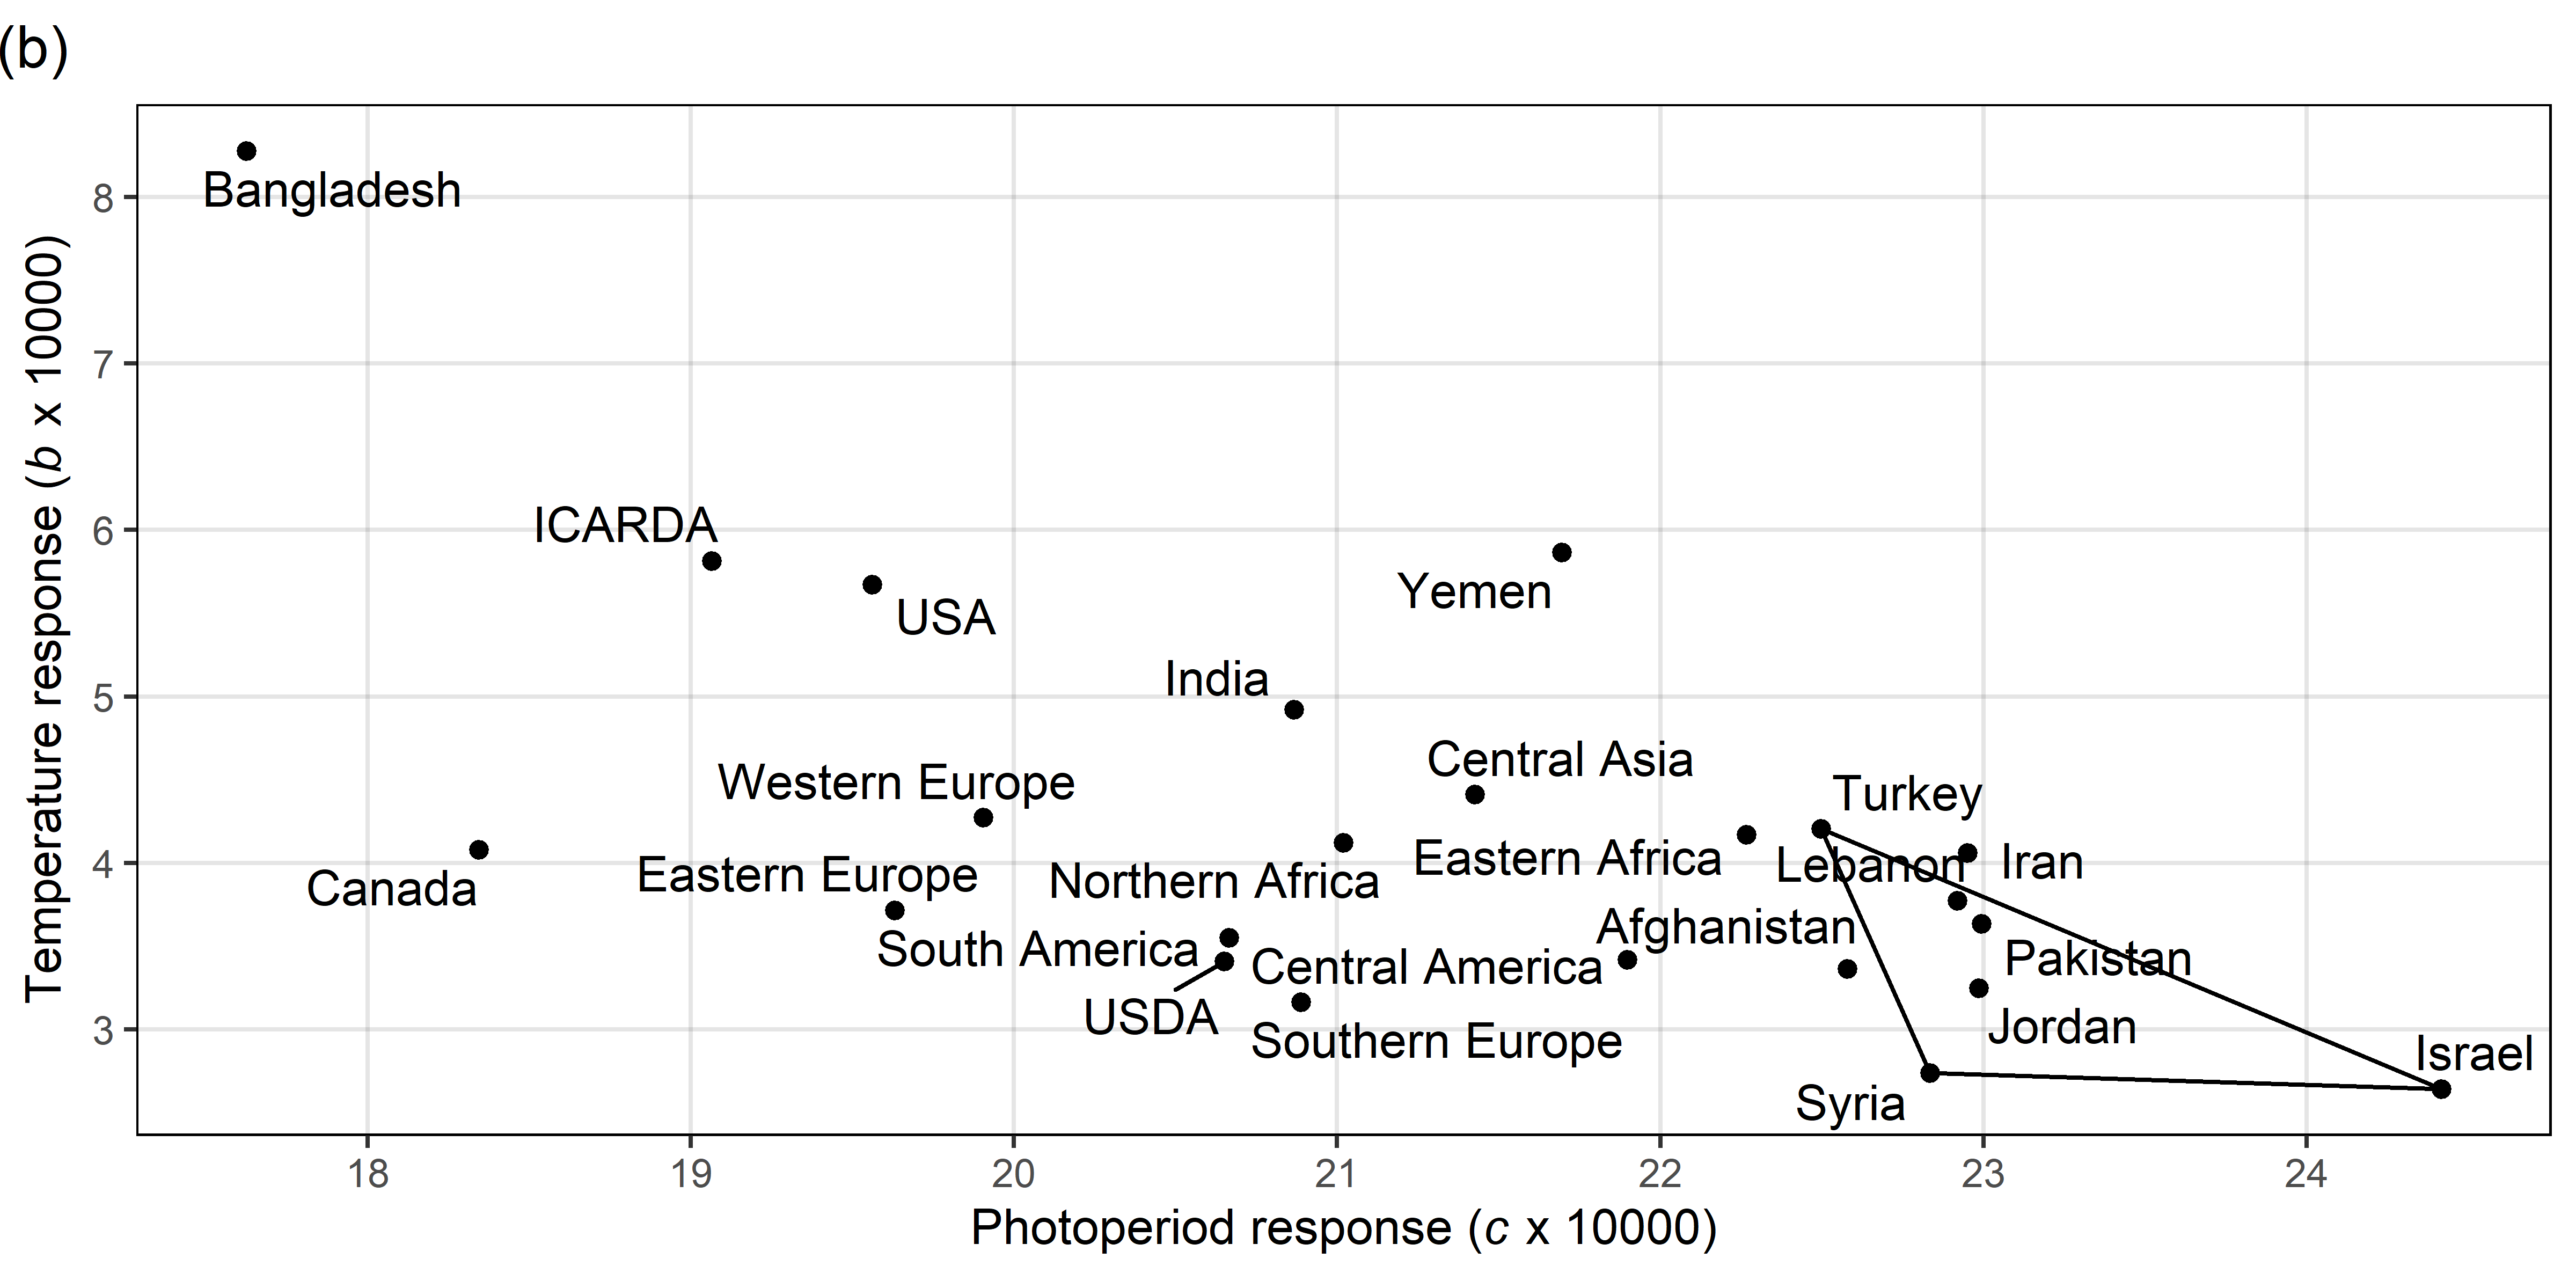 (b)
Temperature response (b x 10000)
8
7
6
5
4
3
Bangladesh
ICARDA
USA
Yemen
India
Central Asia
Western Europe
Turkey
Canada
Eastern Europe
Northern Africa
Eastern Africa
Lebanon
Iran
South America
Afghanistan
Central America
Pakistan
USDA
Southern Europe
Jordan
Israel
Syria
18 19 20 21 22 23 24
Photoperiod response (c x 10000)